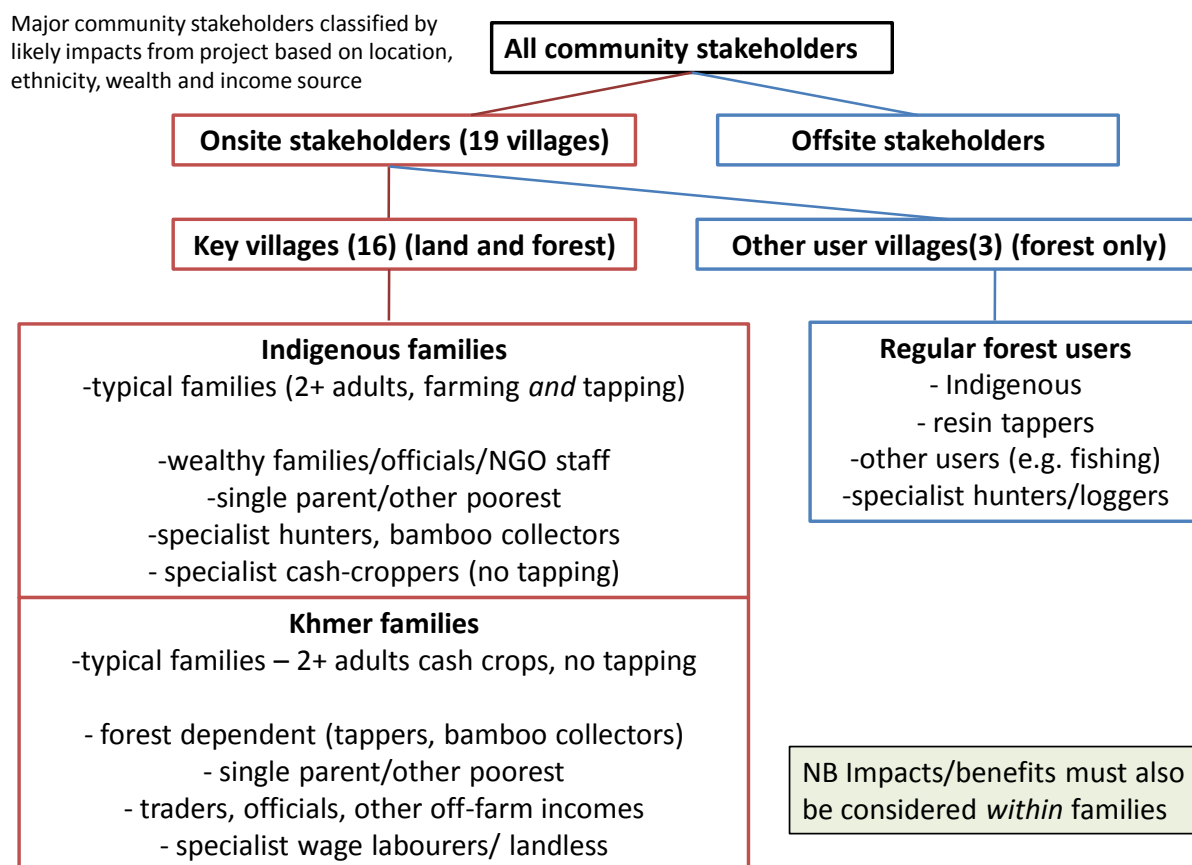 Major community stakeholders classified by
likely impacts from project based on location,
ethnicity, wealth and income source
All community stakeholders
Onsite stakeholders (19 villages)
Offsite stakeholders
Key villages (16) (land and forest)
Other user villages(3) (forest only)
Indigenous families
-typical families (2+ adults, farming and tapping)
-wealthy families/officials/NGO staff
-single parent/other poorest
-specialist hunters, bamboo collectors
- specialist cash-croppers (no tapping)
Khmer families
-typical families – 2+ adults cash crops, no tapping
- forest dependent (tappers, bamboo collectors)
- single parent/other poorest
- traders, officials, other off-farm incomes
- specialist wage labourers/ landless
Regular forest users
- Indigenous
- resin tappers
-other users (e.g. fishing)
-specialist hunters/loggers
NB Impacts/benefits must also
be considered within families